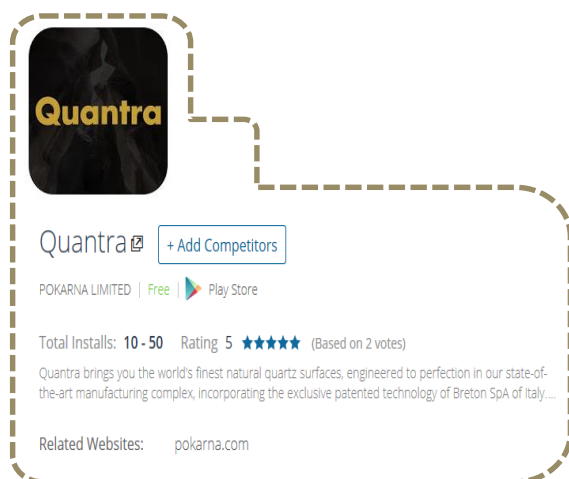 Quantra
Quantra
+ Add Competitors
POKARNA LIMITED | Free | Play Store
Total Installs: 10 - 50 Rating 5 ★★★★★ (Based on 2 votes)
Quantra brings you the world's finest natural quartz surfaces, engineered to perfection in our state-of-
the-art manufacturing complex, incorporating the exclusive patented technology of Breton SpA of Italy....
Related Websites: pokarna.com